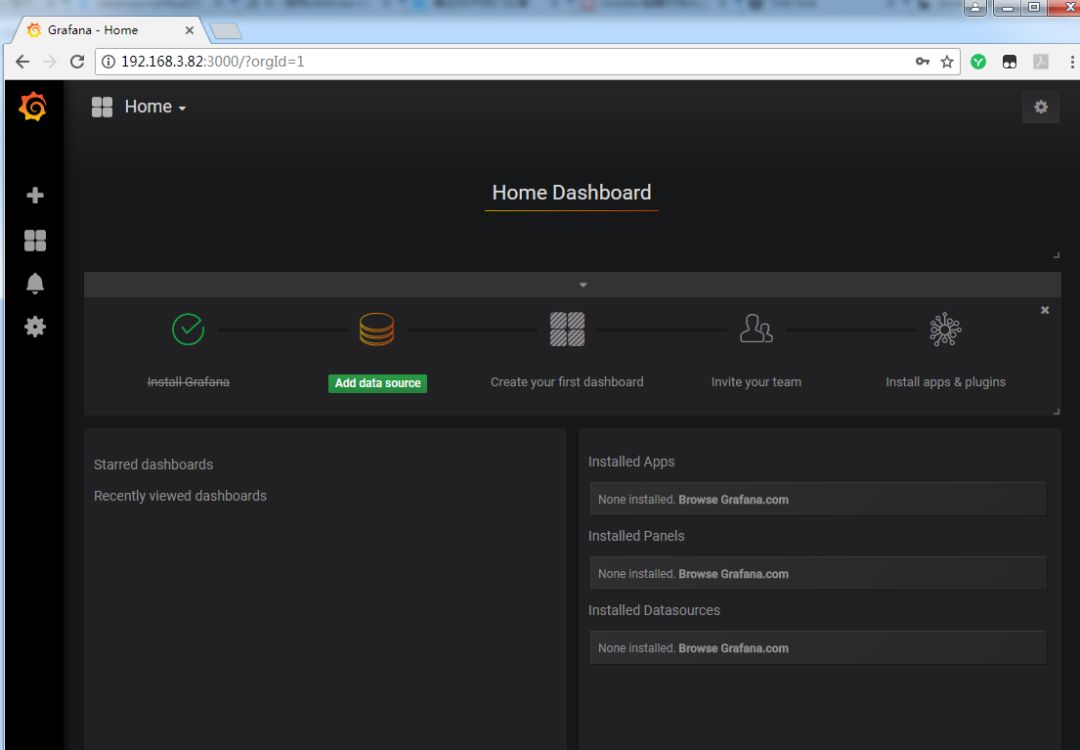 Grafana - Home
192.168.3.82:3000/?orgId=1
Home
Home Dashboard
Install Grafana
Add data source
Create your first dashboard
Invite your team
Install apps & plugins
Starred dashboards
Recently viewed dashboards
Installed Apps
None installed. Browse Grafana.com
Installed Panels
None installed. Browse Grafana.com
Installed Datasources
None installed. Browse Grafana.com